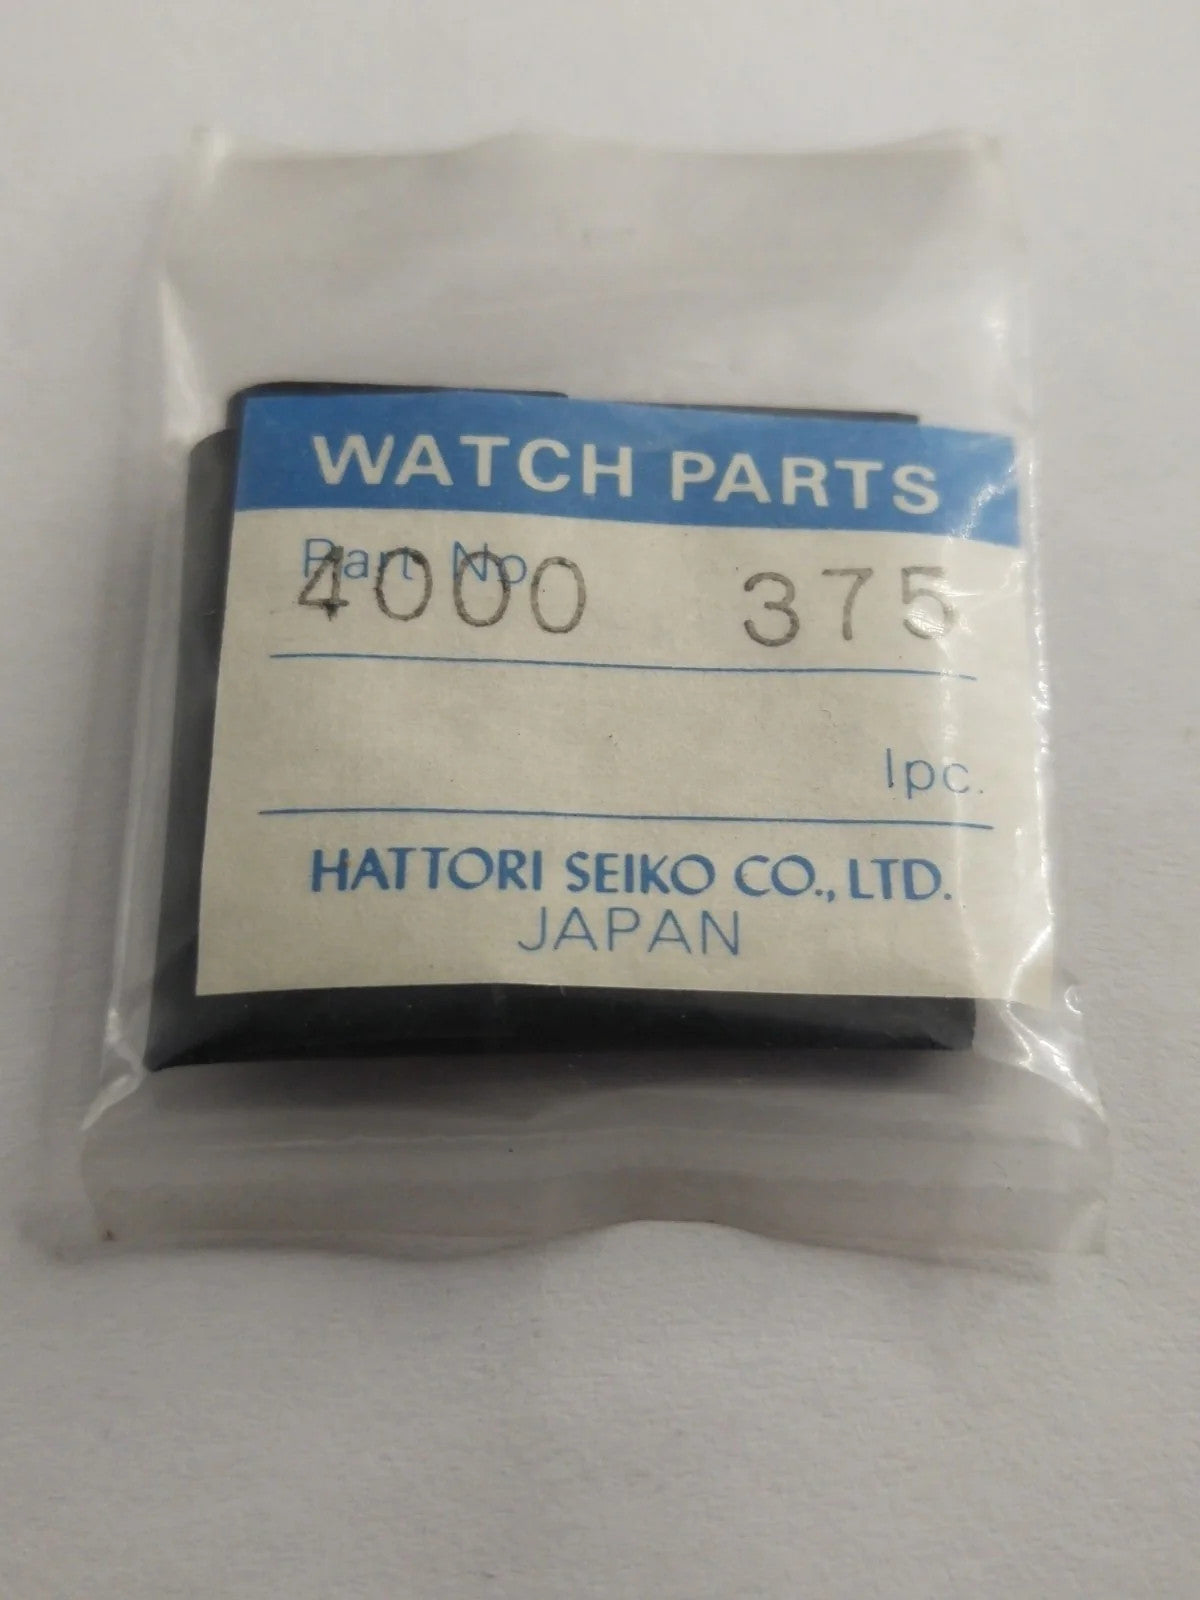 WATCH PARTS
Part No.
4000 375
1pc.
HATTORI SEIKO CO., LTD.
JAPAN